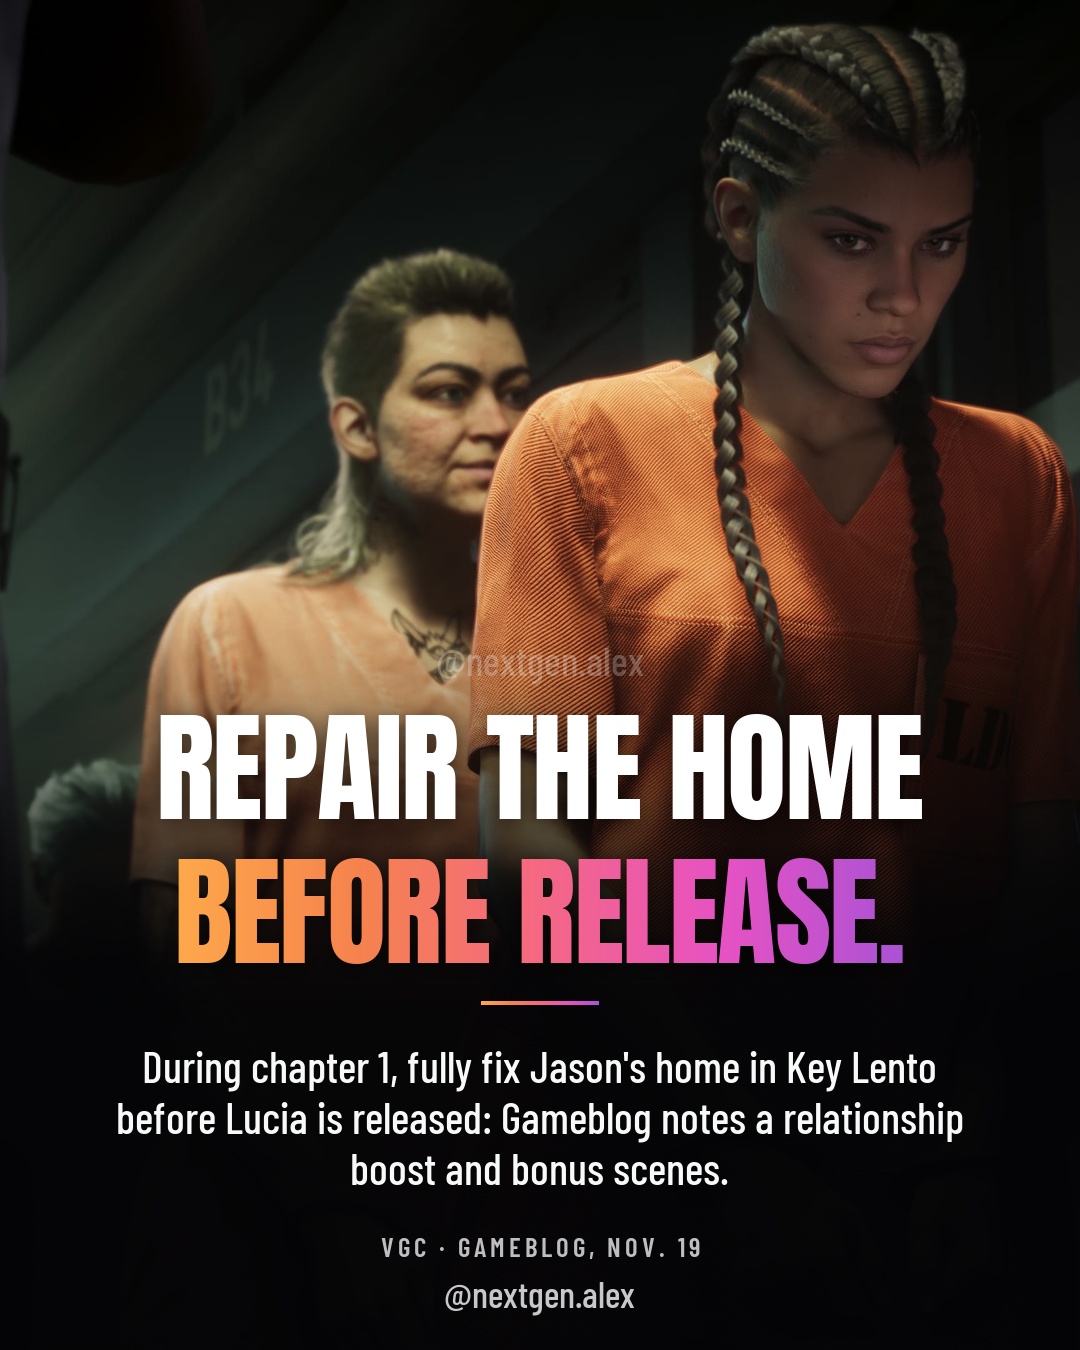 B34
@nextgen.alex
REPAIR THE HOME
BEFORE RELEASE.
During chapter 1, fully fix Jason's home in Key Lento
before Lucia is released: Gameblog notes a relationship
boost and bonus scenes.
VGC · GAMEBLOG, NOV. 19
@nextgen.alex